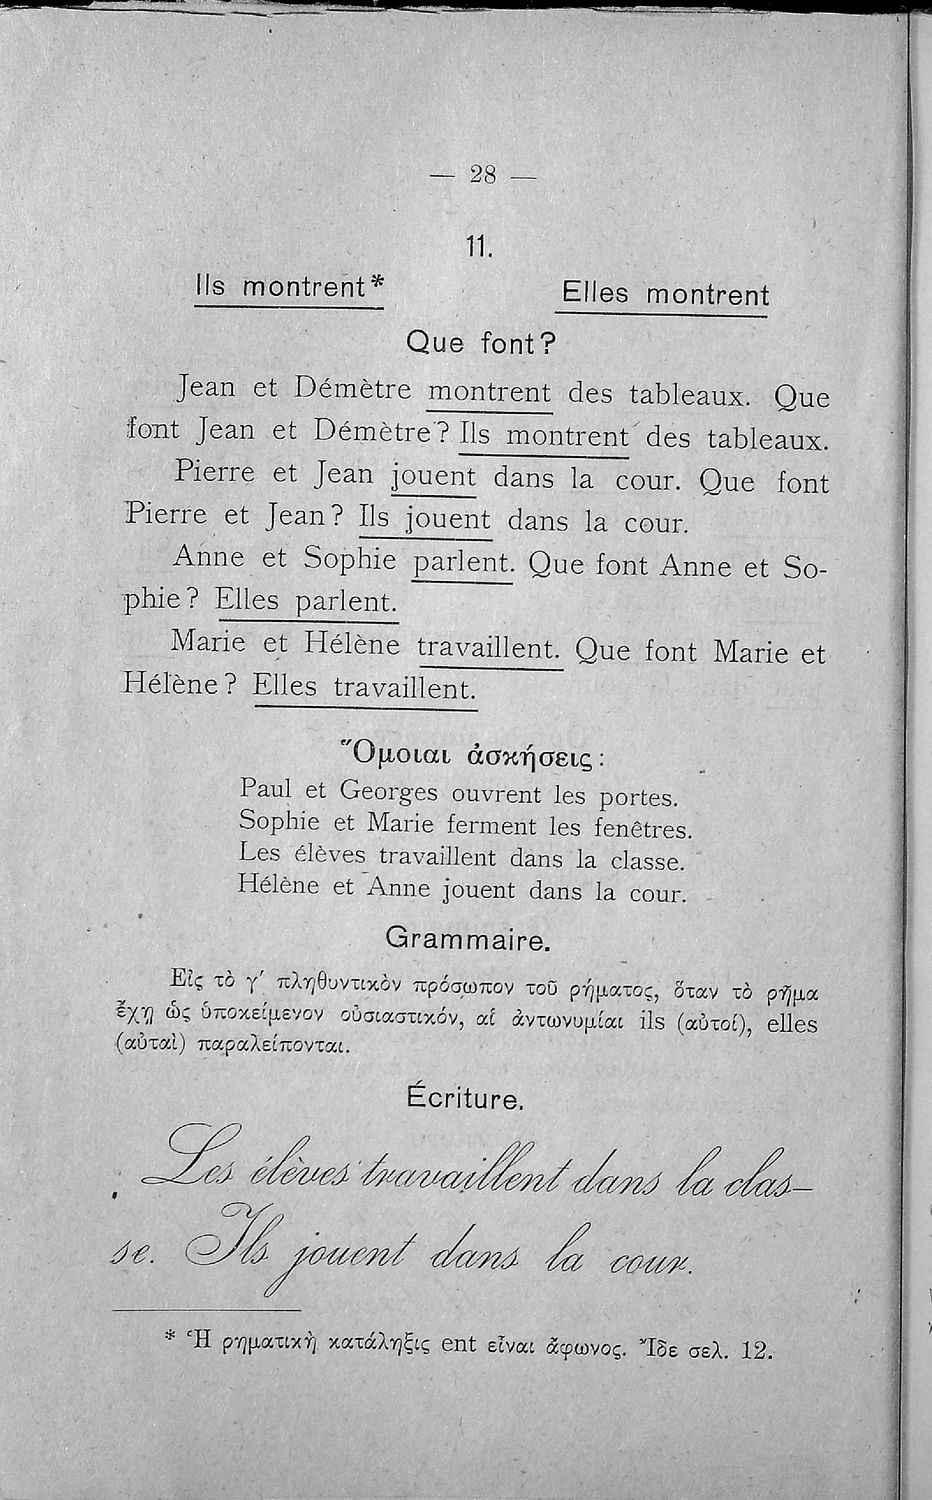 — 28 —
11.
Ils montrent* Elles montrent
Que font?
Jean et Démètre montrent des tableaux. Que
font Jean et Démètre? Ils montrent des tableaux.
Pierre et Jean jouent dans la cour. Que font
Pierre et Jean? Ils jouent dans la cour.
Anne et Sophie parlent. Que font Anne et So-
phie? Elles parlent.
Marie et Hélène travaillent. Que font Marie et
Hélène? Elles travaillent.
Ὅμοιαι ἀσκήσεις:
Paul et Georges ouvrent les portes.
Sophie et Marie ferment les fenêtres.
Les élèves travaillent dans la classe.
Hélène et Anne jouent dans la cour.
Grammaire.
Εἰς τὸ γ΄ πληθυντικὸν πρόσωπον τοῦ ρήματος, ὅταν τὸ ρῆμα
ἔχῃ ὡς ὑποκείμενον οὐσιαστικόν, αἱ ἀντωνυμίαι ils (αὐτοί), elles
(αὐταὶ) παραλείπονται.
Écriture.
Les élèves travaillent dans la clas-
se. Ils jouent dans la cour.
* Ἡ ρηματικὴ κατάληξις ent εἶναι ἄφωνος. Ἴδε σελ. 12.